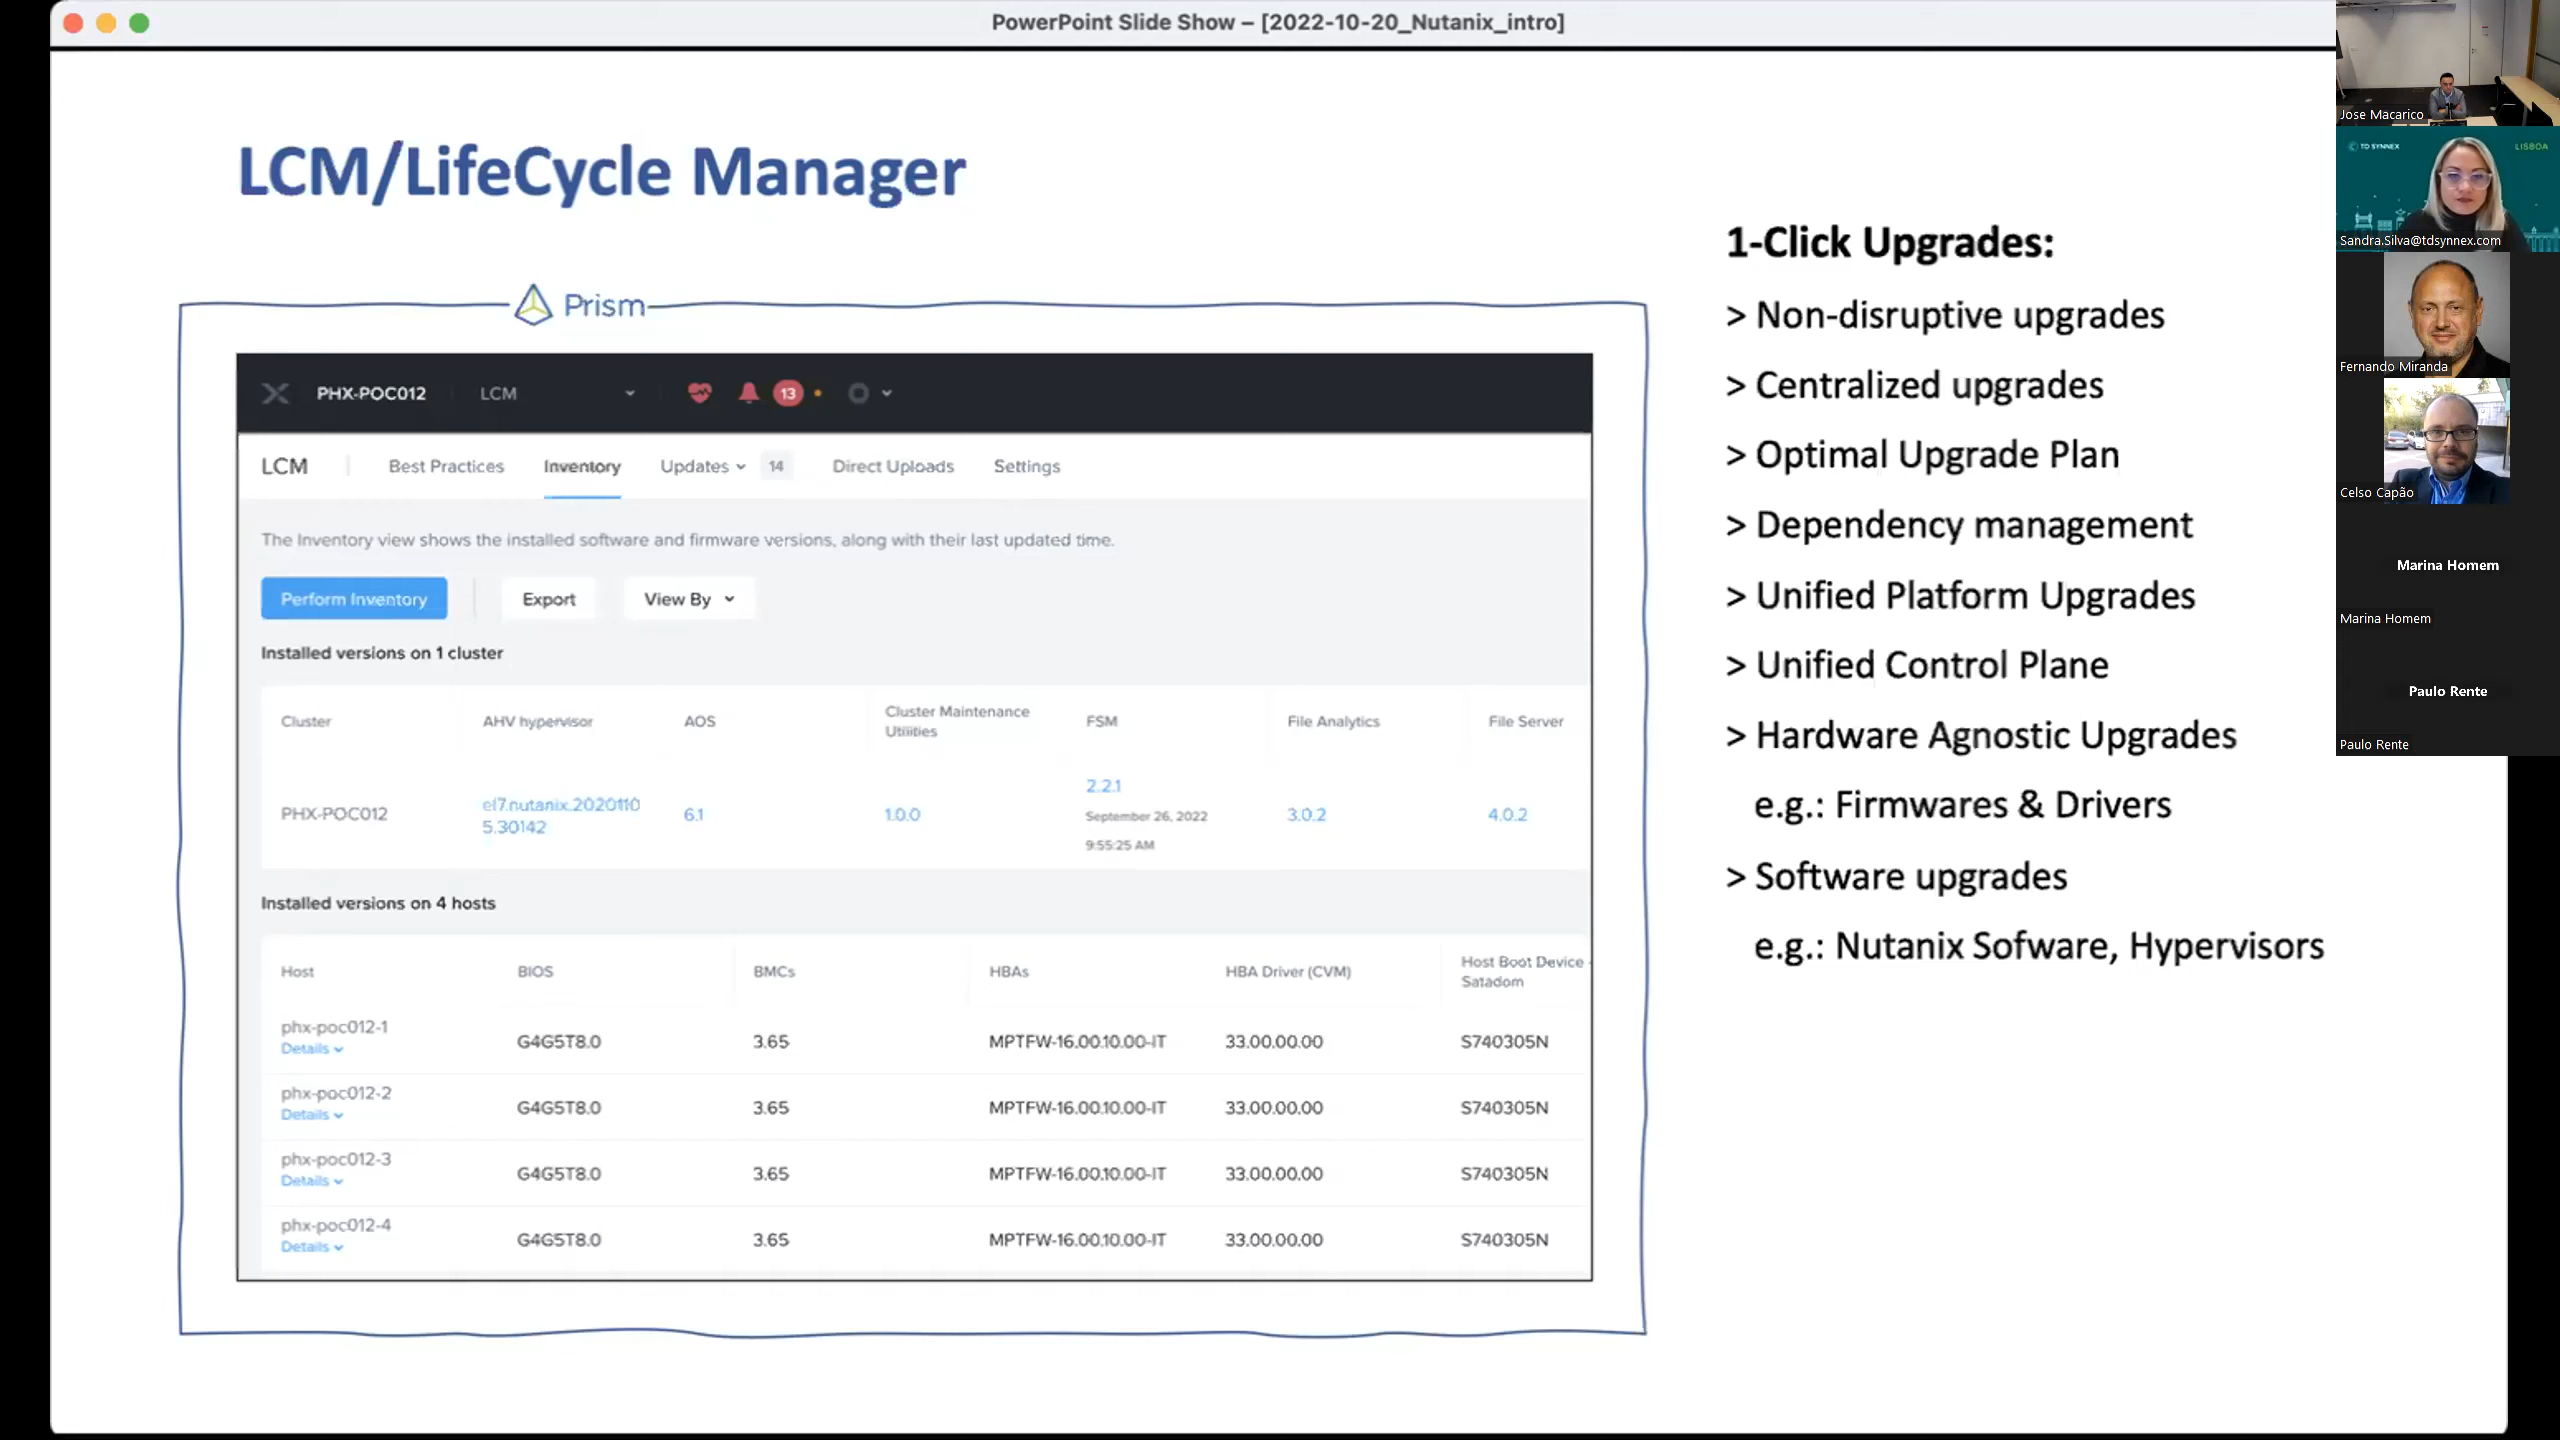 PowerPoint Slide Show – [2022-10-20_Nutanix_intro]
LCM/LifeCycle Manager
Prism
PHX-POC012 LCM 13
LCM Best Practices Inventory Updates 14 Direct Uploads Settings
The Inventory view shows the installed software and firmware versions, along with their last updated time.
Perform Inventory Export View By
Installed versions on 1 cluster
Cluster AHV hypervisor AOS Cluster Maintenance Utilities FSM File Analytics File Server
PHX-POC012 el7.nutanix.2020110 5.30142 6.1 1.0.0 2.2.1 September 26, 2022 9:55:25 AM 3.0.2 4.0.2
Installed versions on 4 hosts
Host BIOS BMCs HBAs HBA Driver (CVM) Host Boot Device - Satadom
phx-poc012-1 G4G5T8.0 3.65 MPTFW-16.00.10.00-IT 33.00.00.00 S740305N
Details
phx-poc012-2 G4G5T8.0 3.65 MPTFW-16.00.10.00-IT 33.00.00.00 S740305N
Details
phx-poc012-3 G4G5T8.0 3.65 MPTFW-16.00.10.00-IT 33.00.00.00 S740305N
Details
phx-poc012-4 G4G5T8.0 3.65 MPTFW-16.00.10.00-IT 33.00.00.00 S740305N
Details
1-Click Upgrades:
> Non-disruptive upgrades
> Centralized upgrades
> Optimal Upgrade Plan
> Dependency management
> Unified Platform Upgrades
> Unified Control Plane
> Hardware Agnostic Upgrades
e.g.: Firmwares & Drivers
> Software upgrades
e.g.: Nutanix Sofware, Hypervisors
Jose Macarico
TD SYNNEX LISBOA
Sandra.Silva@tdsynnex.com
Fernando Miranda
Celso Capão
Marina Homem
Marina Homem
Paulo Rente
Paulo Rente